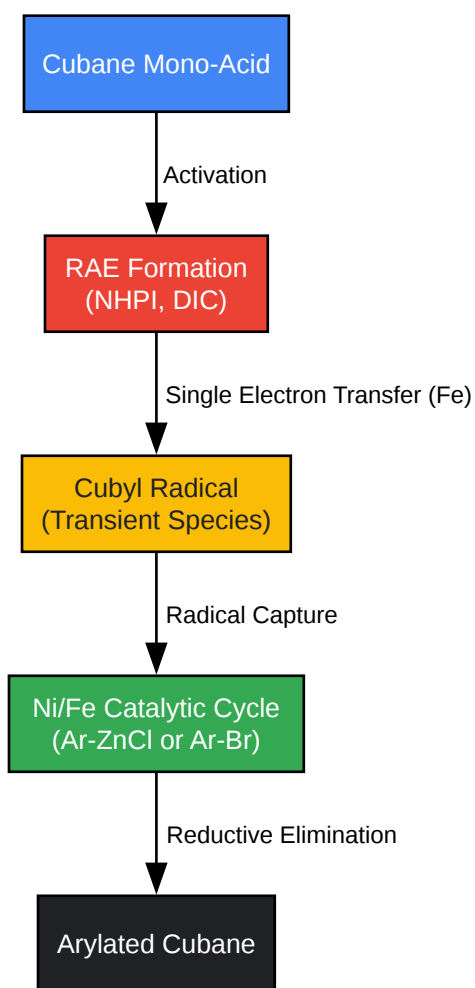 Cubane Mono-Acid
Activation
RAE Formation
(NHPI, DIC)
Single Electron Transfer (Fe)
Cubyl Radical
(Transient Species)
Radical Capture
Ni/Fe Catalytic Cycle
(Ar-ZnCl or Ar-Br)
Reductive Elimination
Arylated Cubane